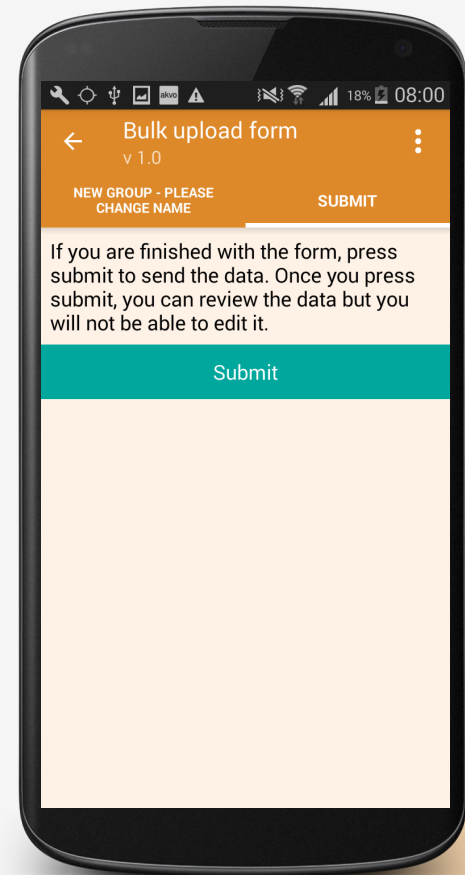 akvo 18% 08:00
Bulk upload form
v 1.0
NEW GROUP - PLEASE
CHANGE NAME
SUBMIT
If you are finished with the form, press
submit to send the data. Once you press
submit, you can review the data but you
will not be able to edit it.
Submit